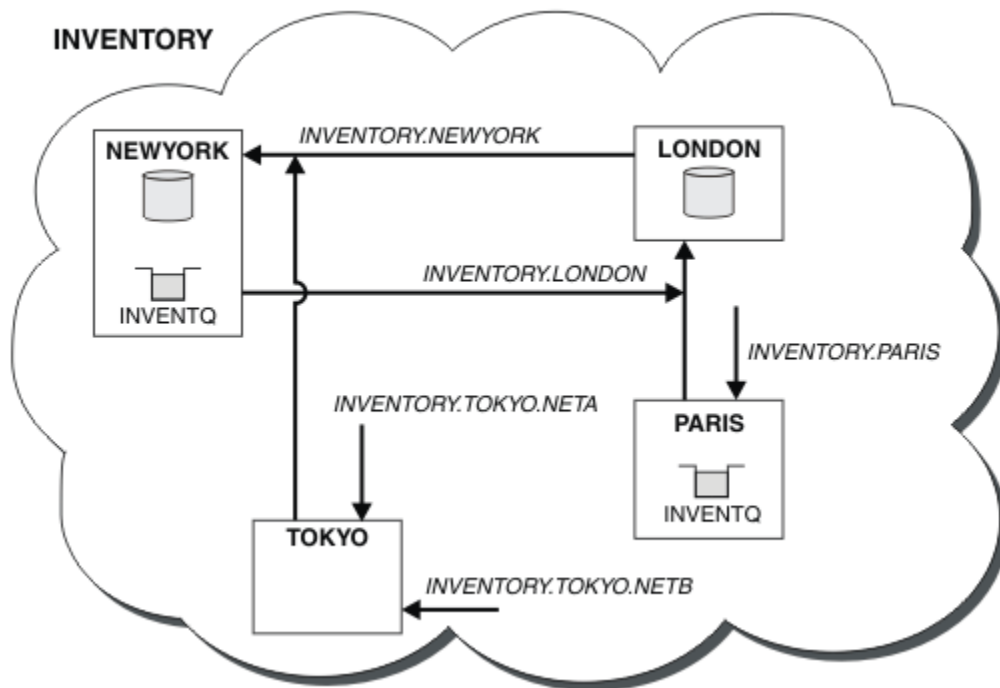 INVENTORY
INVENTORY.NEWYORK
NEWYORK
LONDON
INVENTORY.LONDON
INVENTQ
INVENTORY.PARIS
INVENTORY.TOKYO.NETA
PARIS
INVENTQ
TOKYO
INVENTORY.TOKYO.NETB